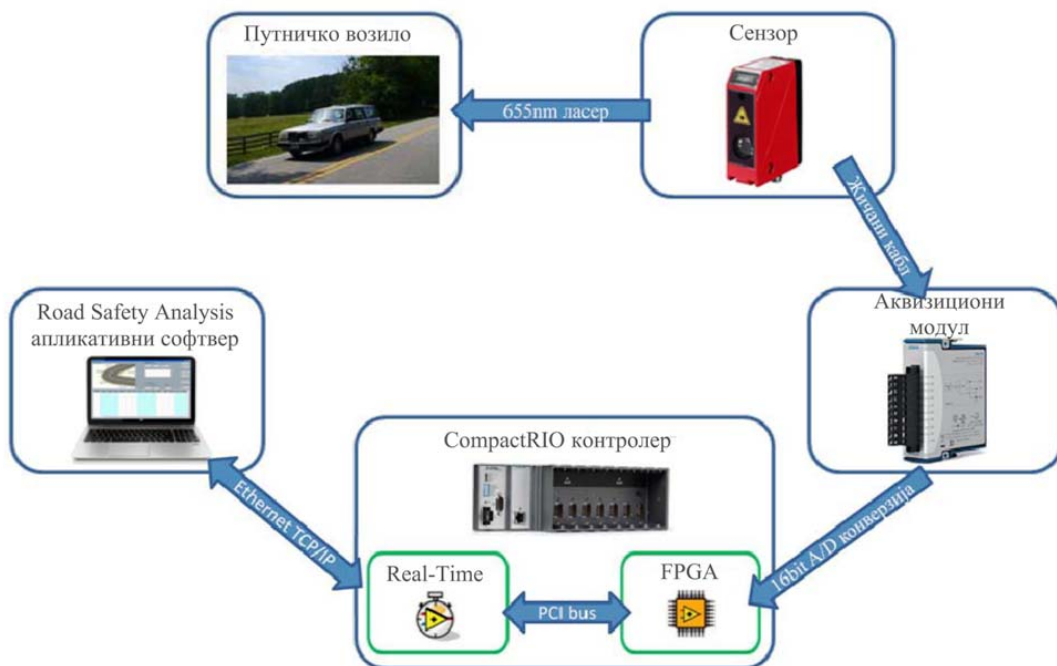 Путничко возило
Сензор
655nm ласер
Жичани кабл
Road Safety Analysis
апликативни софтвер
Аквизициони
модул
CompactRIO контролер
Ethernet TCP/IP
16bit A/D конверзија
Real-Time
FPGA
PCI bus